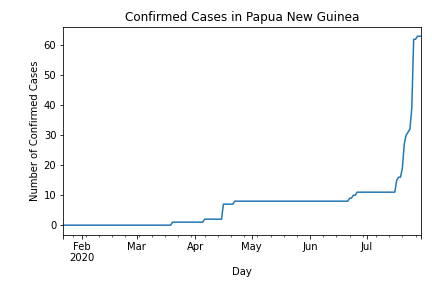 Confirmed Cases in Papua New Guinea
60
50
40
30
20
10
0
Number of Confirmed Cases
Feb Mar Apr May Jun Jul
2020
Day